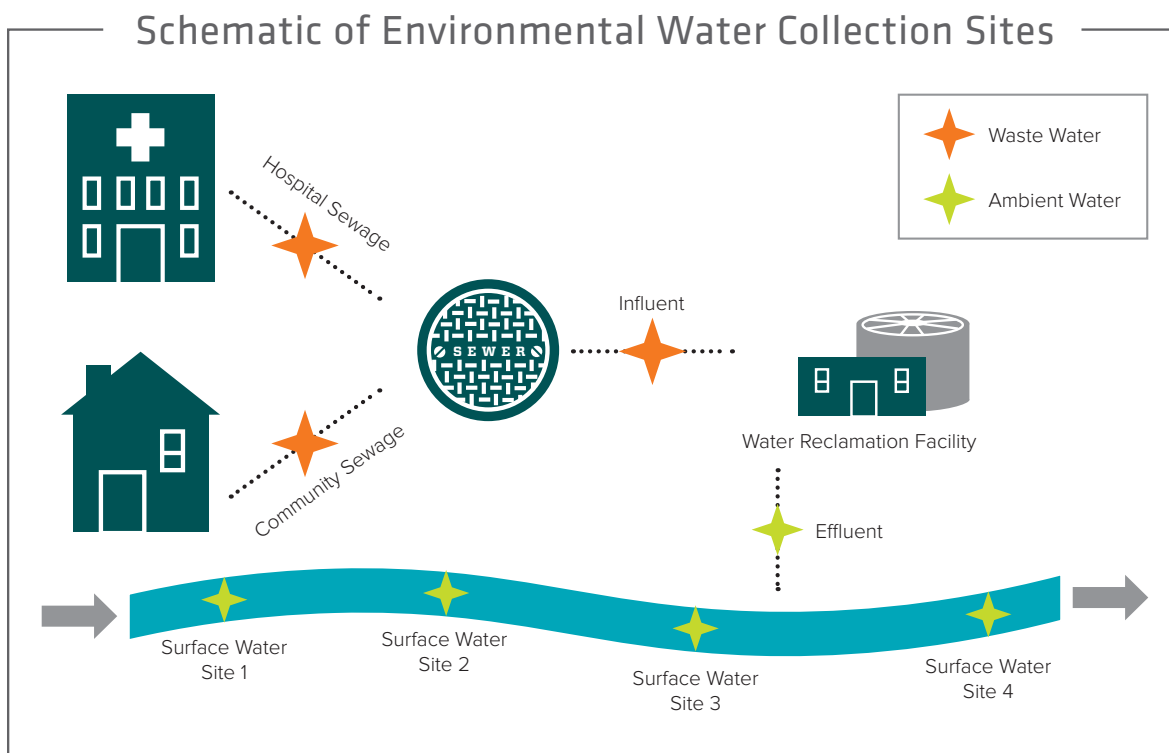 Schematic of Environmental Water Collection Sites
Waste Water
Ambient Water
Hospital Sewage
SEWER
Influent
Community Sewage
Water Reclamation Facility
Effluent
Surface Water
Site 1
Surface Water
Site 2
Surface Water
Site 3
Surface Water
Site 4